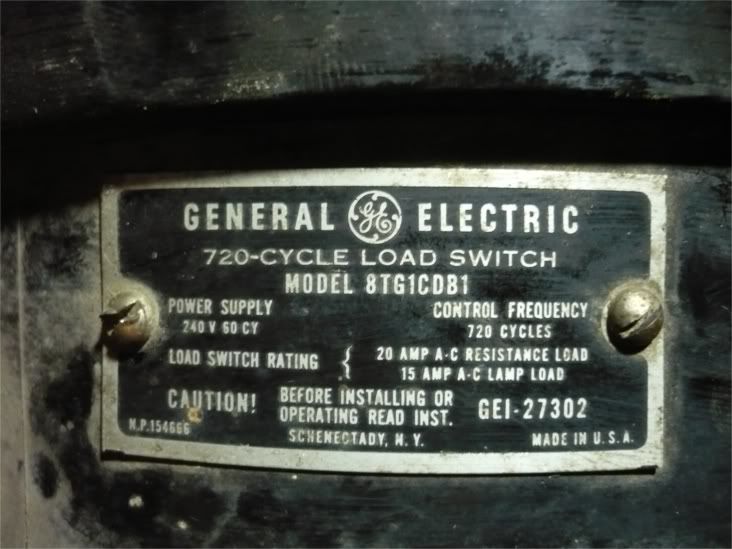 GENERAL GE ELECTRIC
720-CYCLE LOAD SWITCH
MODEL 8TG1CDB1
POWER SUPPLY
240 V 60 CY
CONTROL FREQUENCY
720 CYCLES
LOAD SWITCH RATING { 20 AMP A-C RESISTANCE LOAD
15 AMP A-C LAMP LOAD
CAUTION! BEFORE INSTALLING OR
OPERATING READ INST. GEI-27302
N.P.154666
SCHENECTADY, N.Y.
MADE IN U.S.A.